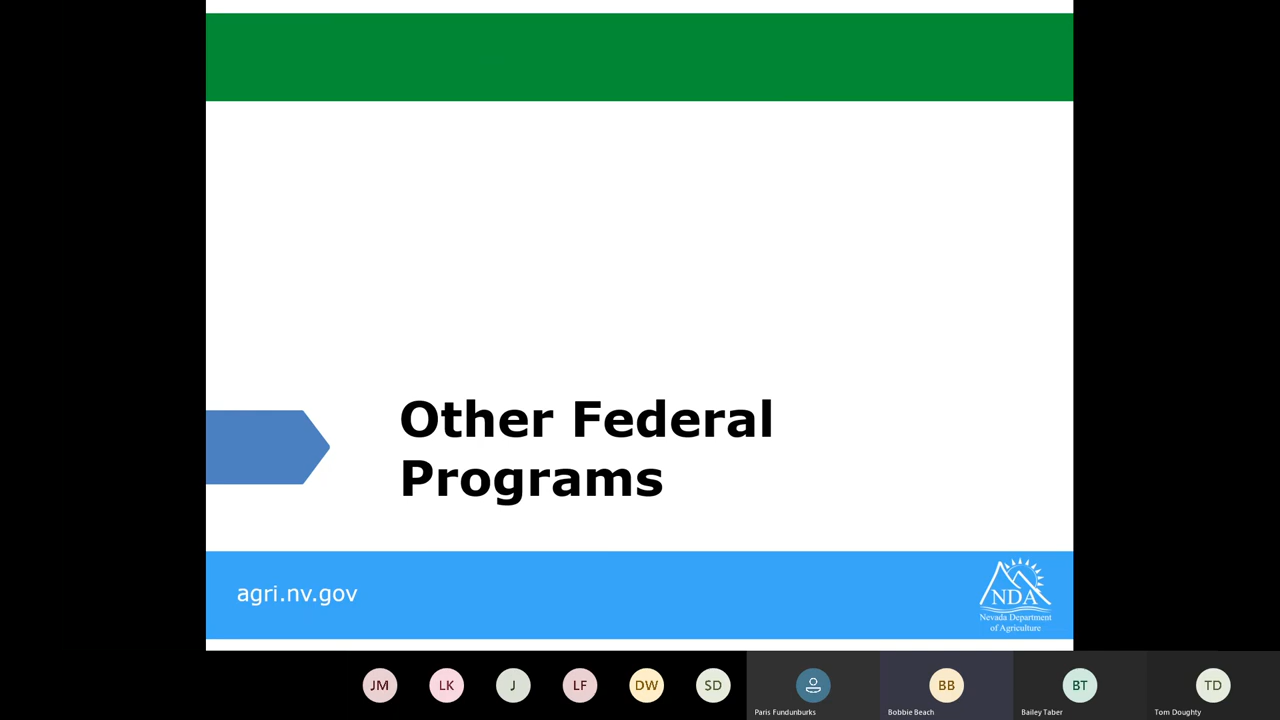 Other Federal
Programs
agri.nv.gov
NDA
Nevada Department
of Agriculture
JM
LK
J
LF
DW
SD
BB
BT
TD
Paris Fundunburks
Bobbie Beach
Bailey Taber
Tom Doughty